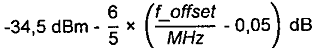 -34,5 dBm - 6/5 × (f_offset/MHz - 0,05) dB